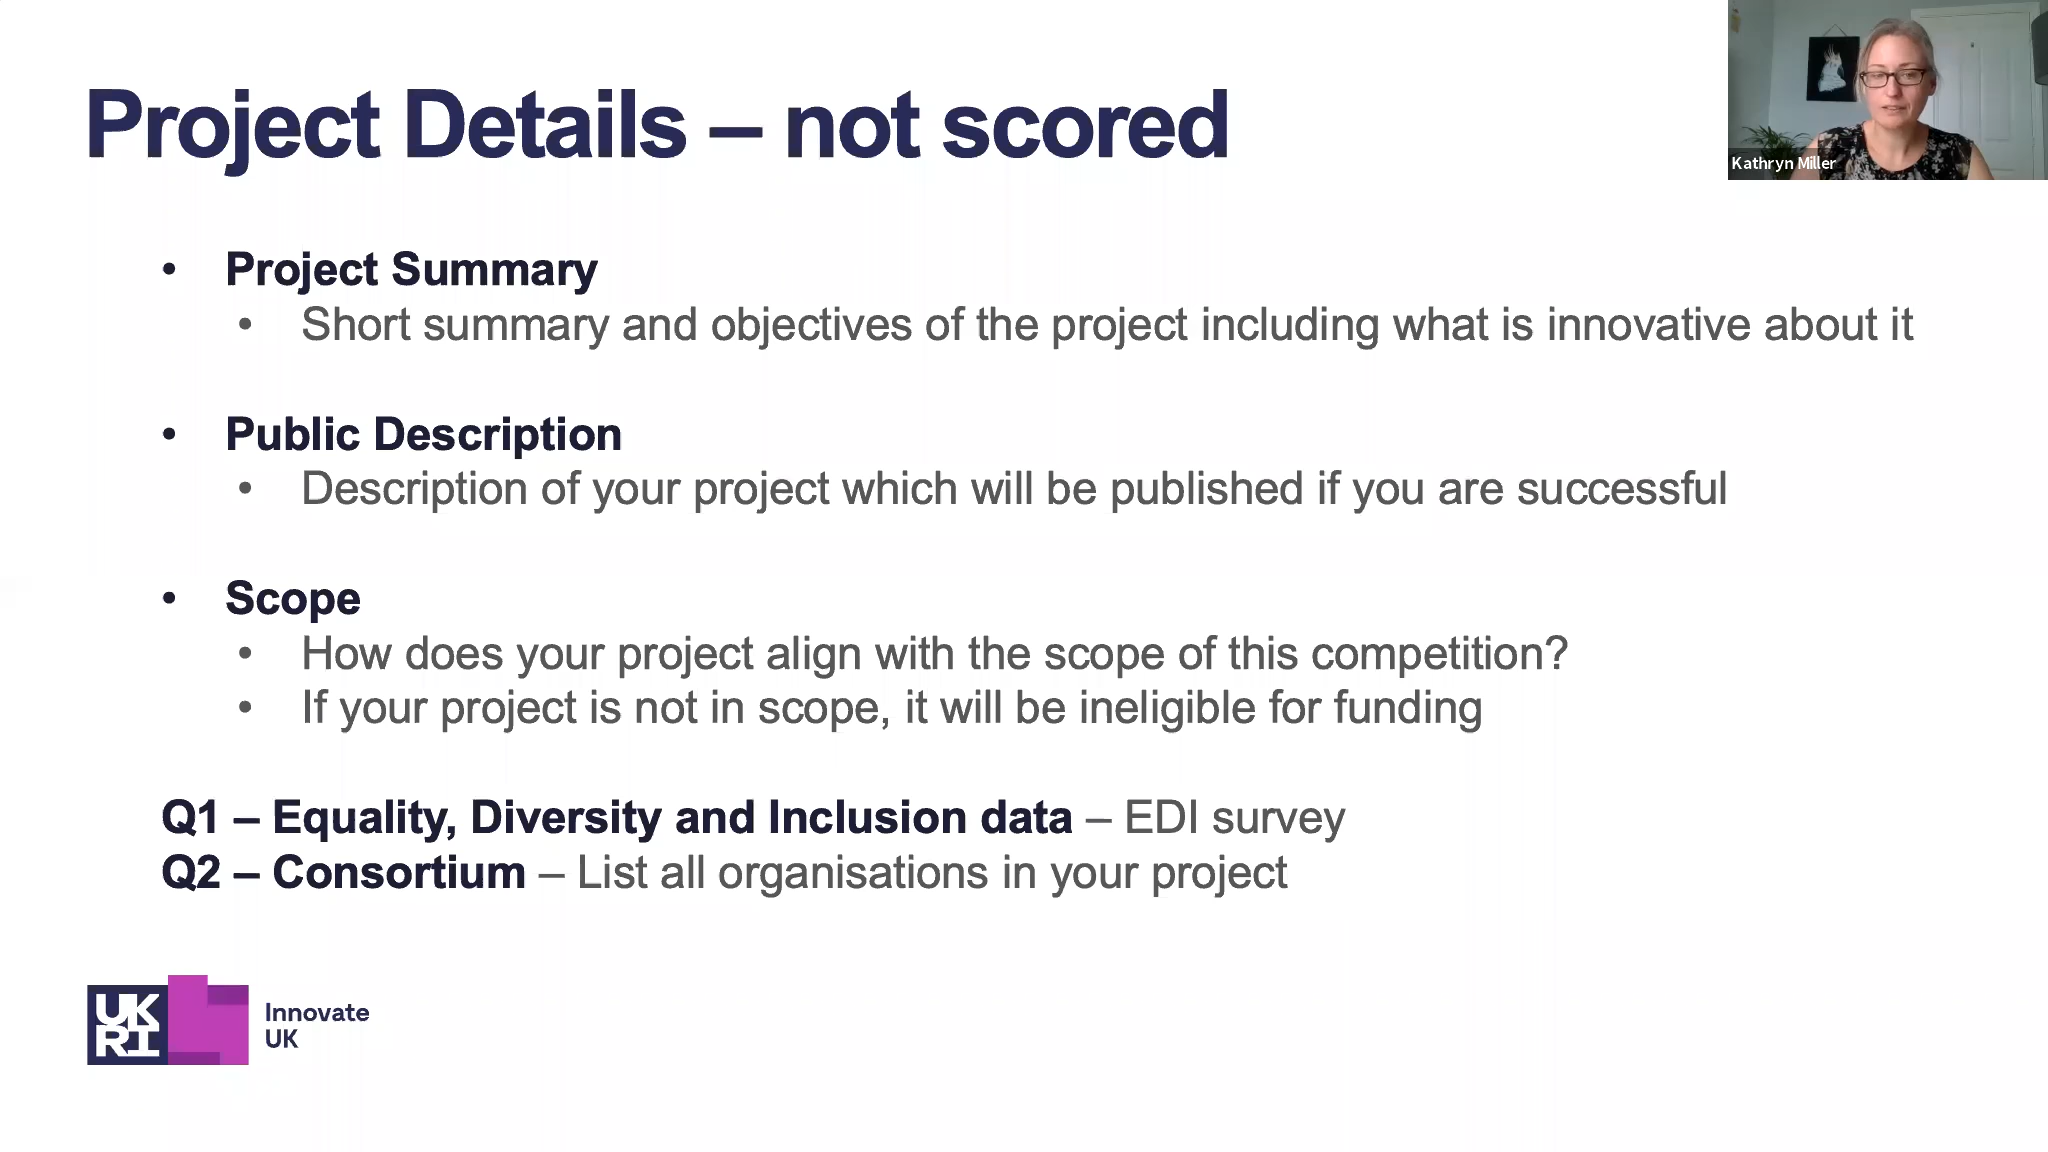 Project Details – not scored
Kathryn Miller
• Project Summary
• Short summary and objectives of the project including what is innovative about it
• Public Description
• Description of your project which will be published if you are successful
• Scope
• How does your project align with the scope of this competition?
• If your project is not in scope, it will be ineligible for funding
Q1 – Equality, Diversity and Inclusion data – EDI survey
Q2 – Consortium – List all organisations in your project
UK
RI
Innovate
UK